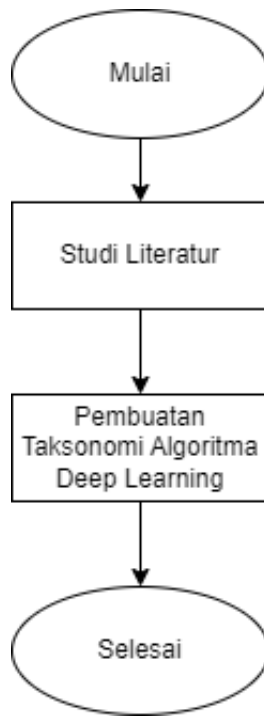 Mulai
Studi Literatur
Pembuatan
Taksonomi Algoritma
Deep Learning
Selesai